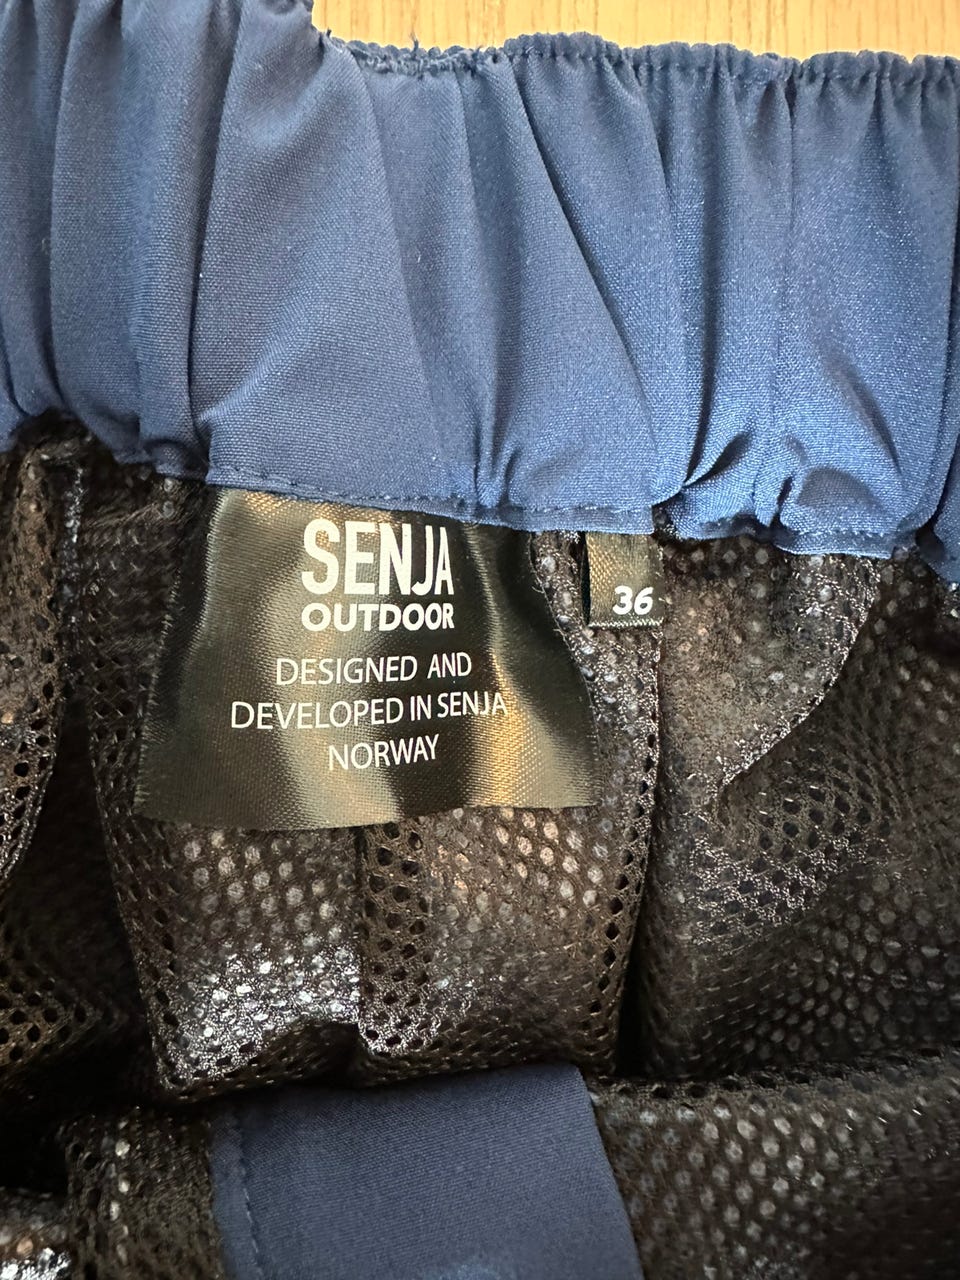 SENJA
OUTDOOR
DESIGNED AND
DEVELOPED IN SENJA
NORWAY
36